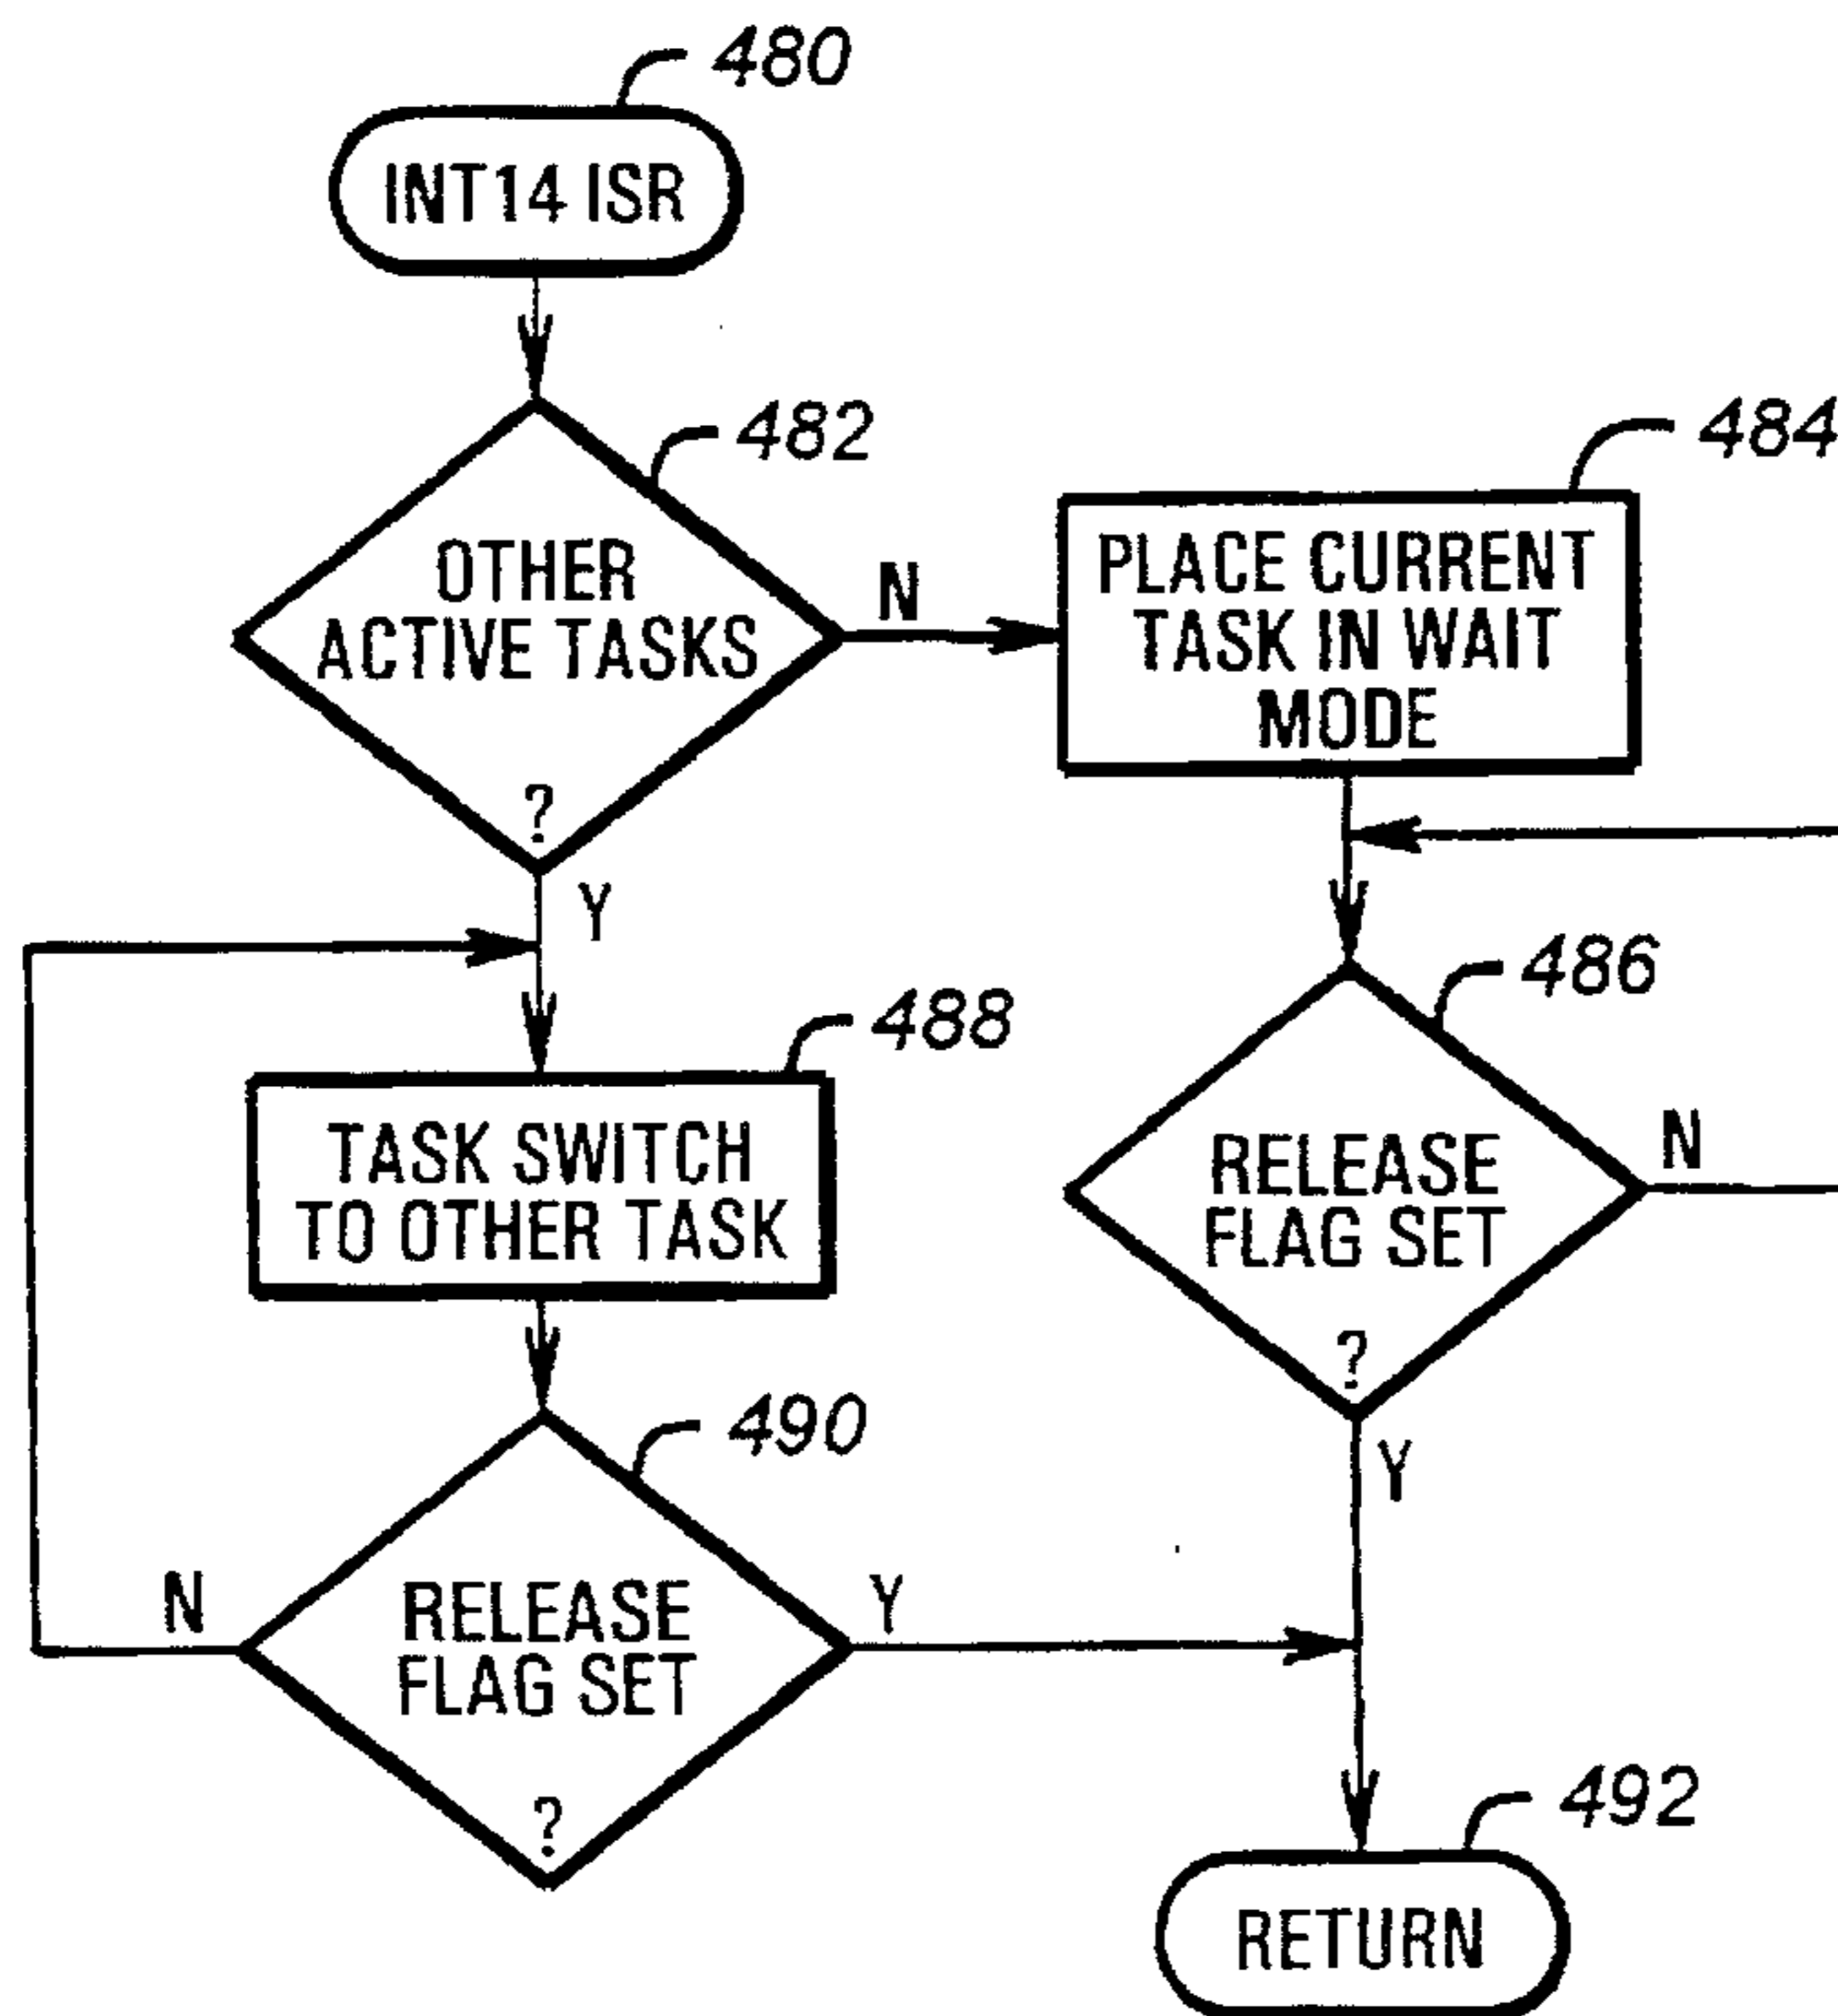 480
INT14 ISR
482
OTHER
ACTIVE TASKS
?
N
Y
484
PLACE CURRENT
TASK IN WAIT
MODE
486
RELEASE
FLAG SET
?
N
Y
488
TASK SWITCH
TO OTHER TASK
490
RELEASE
FLAG SET
?
N
Y
492
RETURN